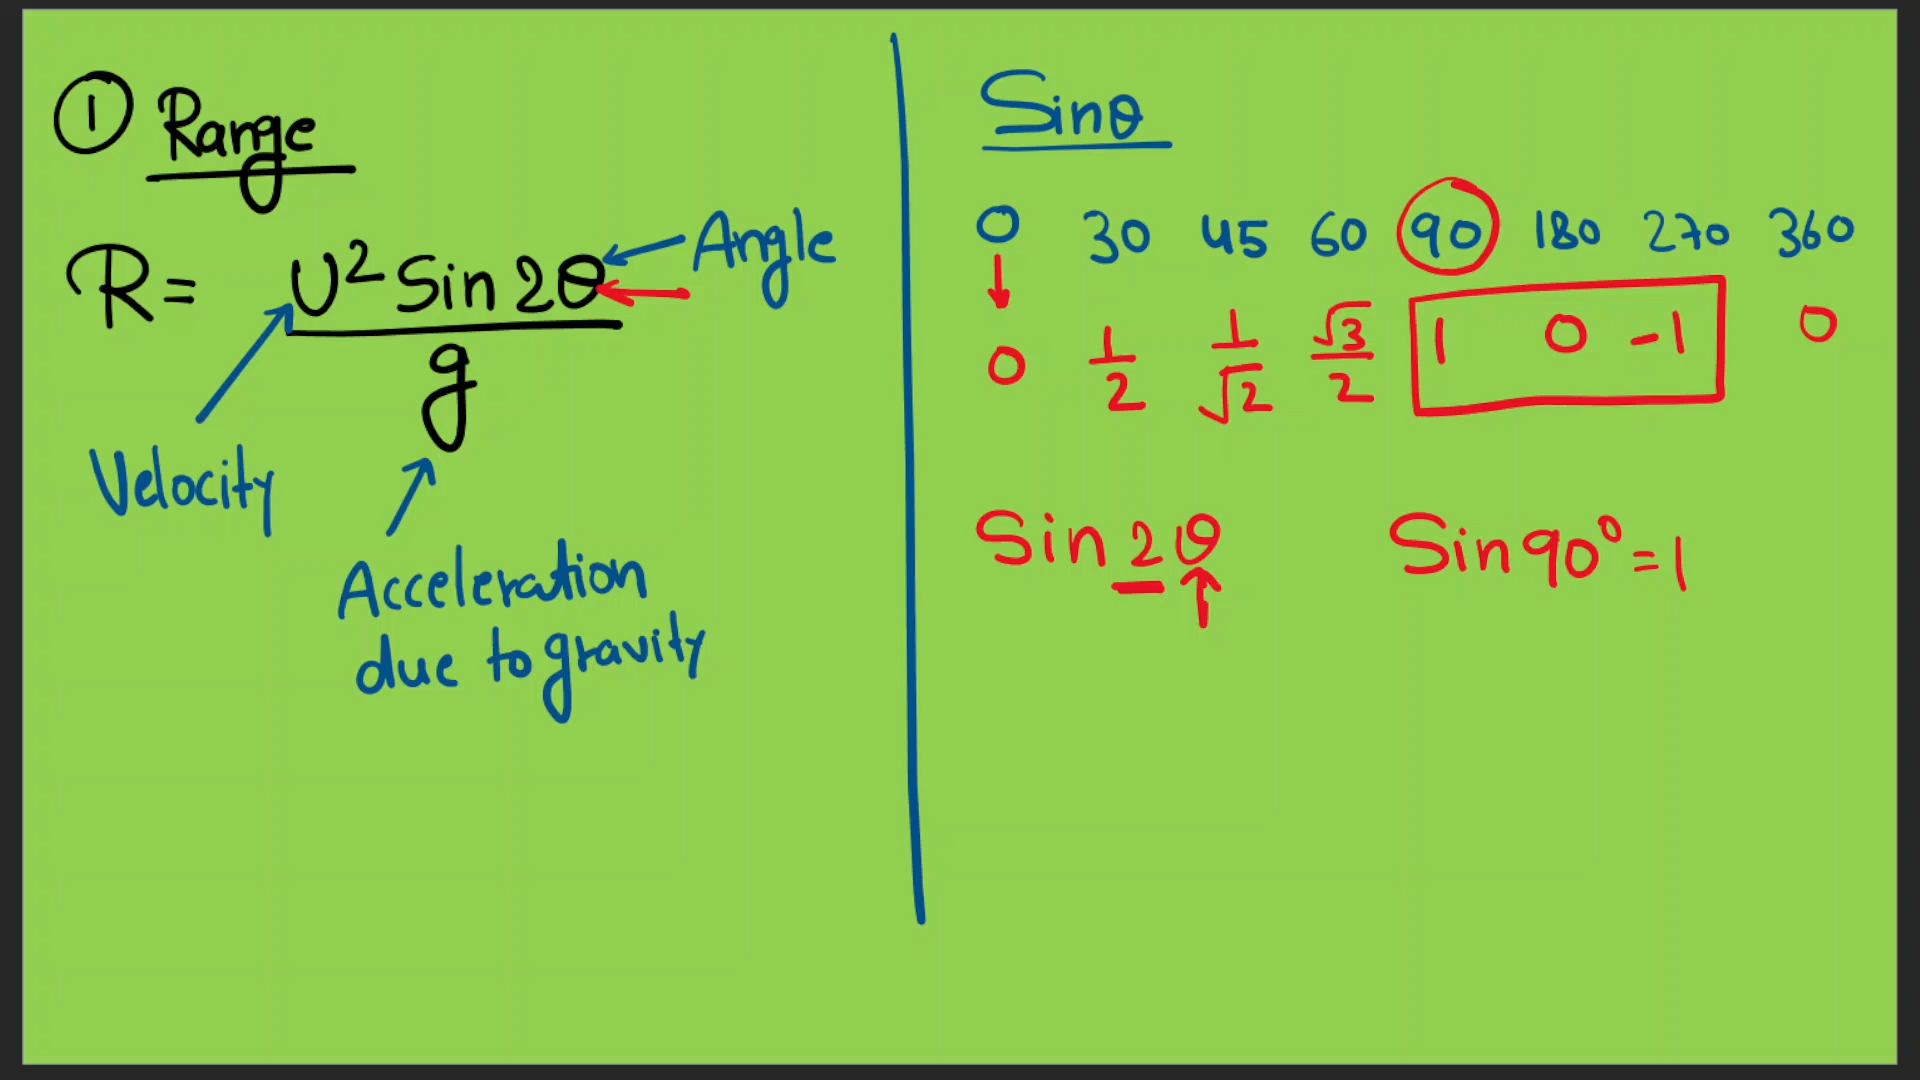 ① Range
R = U² Sin 2θ / g
Angle
Velocity
Acceleration
due to gravity
Sinθ
0 30 45 60 90 180 270 360
0 1/2 1/√2 √3/2 1 0 -1 0
Sin 2θ
Sin 90° = 1